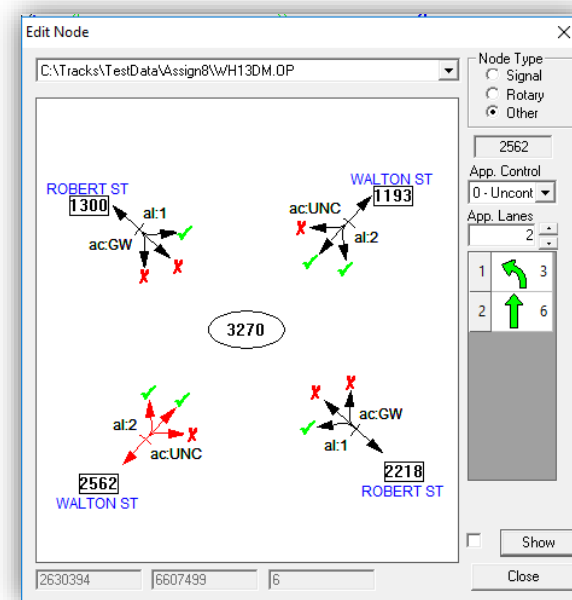 Edit Node
C:\Tracks\TestData\Assign8\WH13DM.OP
Node Type
Signal
Rotary
Other
2562
App. Control
0 - Uncont
App. Lanes
2
1 3
2 6
ROBERT ST
1300
al:1
ac:GW
WALTON ST
1193
ac:UNC
al:2
3270
al:2
ac:UNC
2562
WALTON ST
ac:GW
al:1
2218
ROBERT ST
Show
Close
2630394 6607499 6